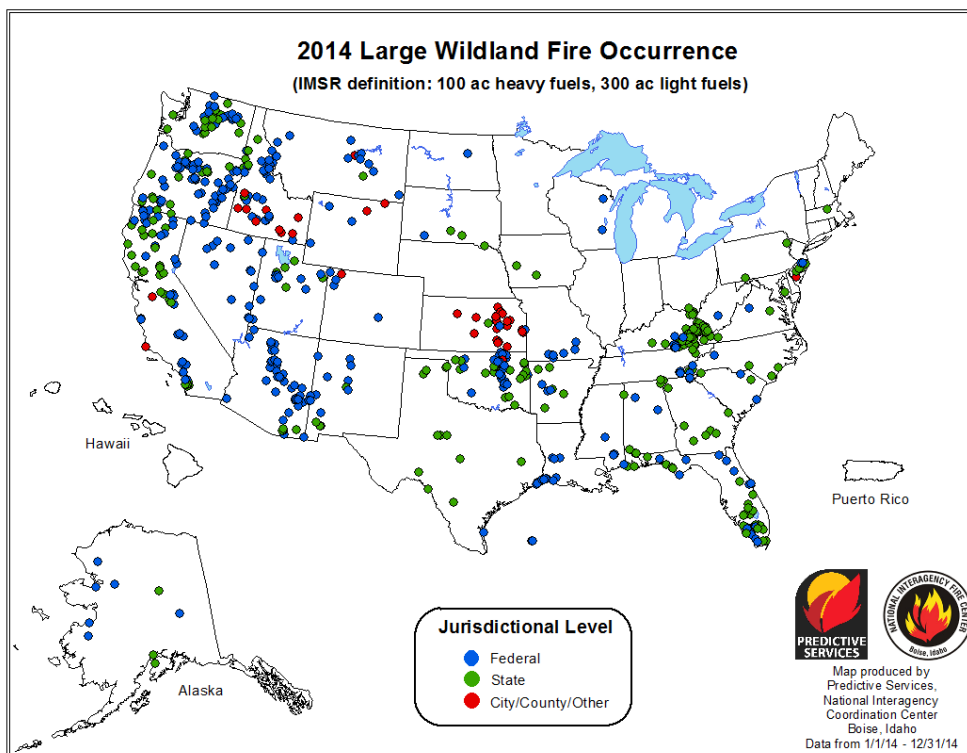 2014 Large Wildland Fire Occurrence
(IMSR definition: 100 ac heavy fuels, 300 ac light fuels)
Hawaii
Puerto Rico
Alaska
Jurisdictional Level
Federal
State
City/County/Other
PREDICTIVE
SERVICES
NATIONAL INTERAGENCY FIRE CENTER
Boise, Idaho
Map produced by
Predictive Services,
National Interagency
Coordination Center
Boise, Idaho
Data from 1/1/14 - 12/31/14